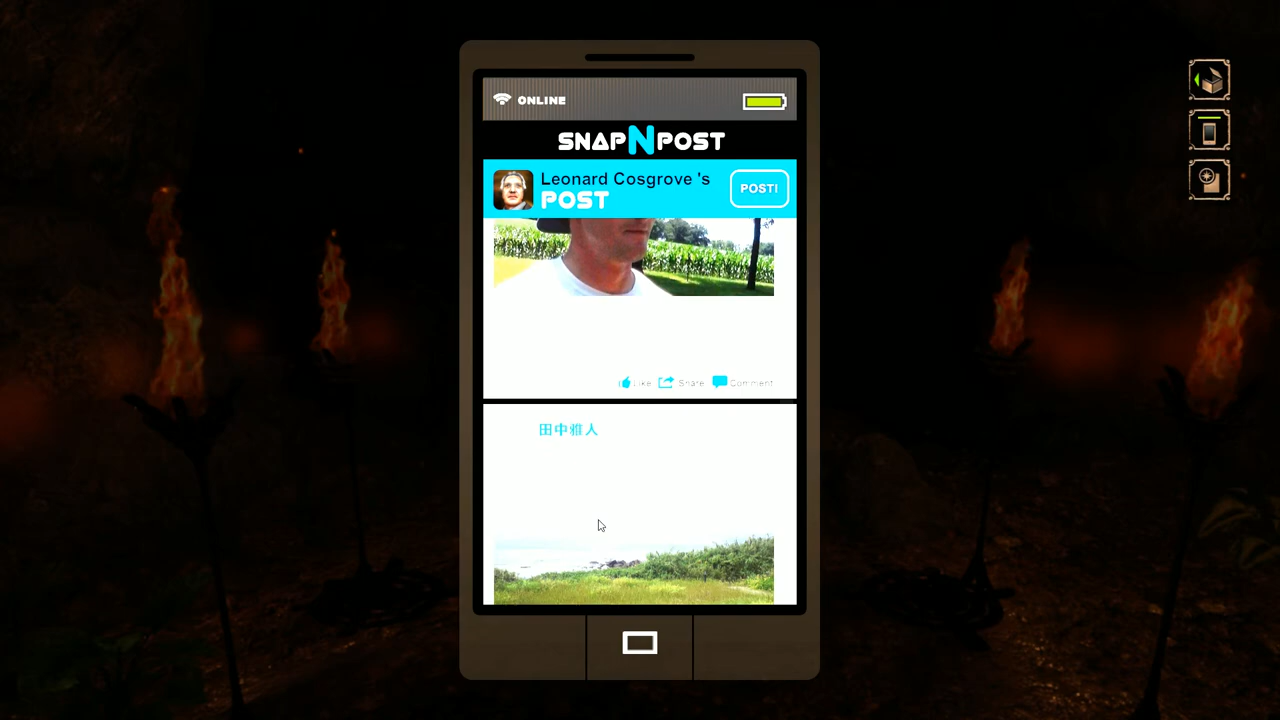 ONLINE
SNAPNPOST
Leonard Cosgrove 's
POST
POST!
Like Share Comment
田中雅人